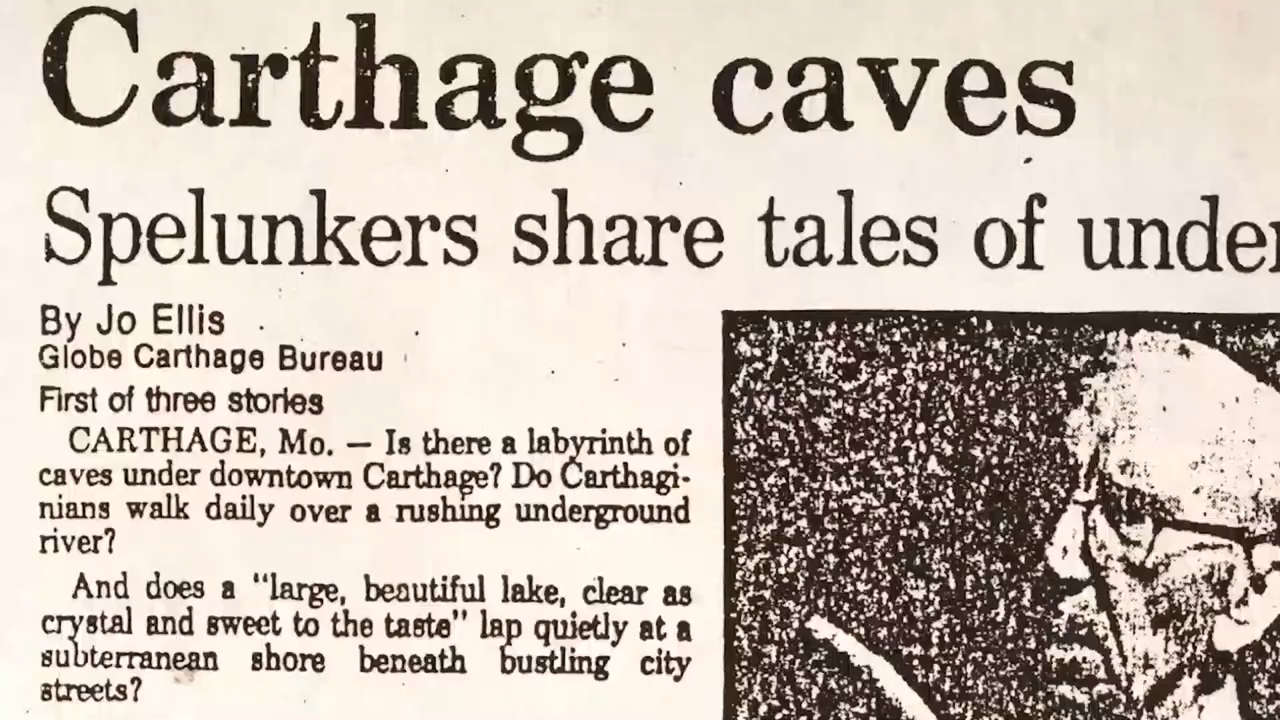 Carthage caves
Spelunkers share tales of under
By Jo Ellis
Globe Carthage Bureau
First of three stories
CARTHAGE, Mo. — Is there a labyrinth of
caves under downtown Carthage? Do Carthagi-
nians walk daily over a rushing underground
river?
And does a "large, beautiful lake, clear as
crystal and sweet to the taste" lap quietly at a
subterranean shore beneath bustling city
streets?